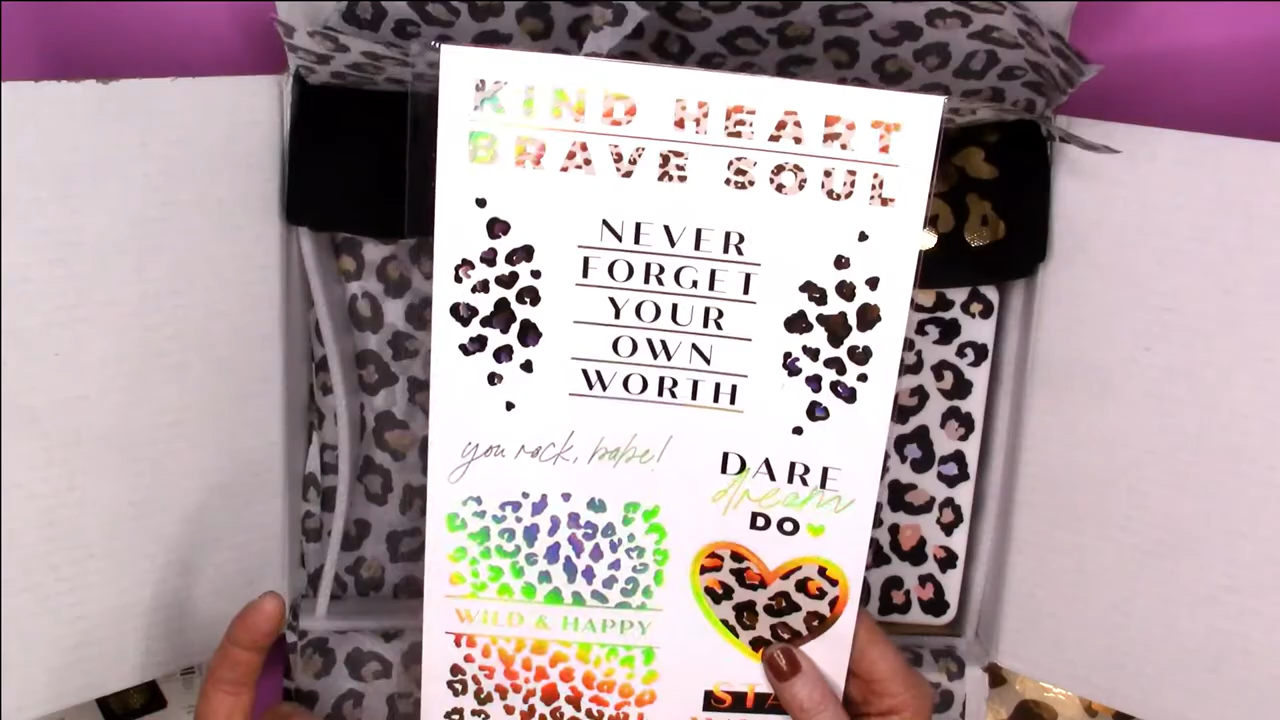 KIND HEART
BRAVE SOUL
NEVER
FORGET
YOUR
OWN
WORTH
you rock, babe!
DARE
dream
DO
WILD & HAPPY